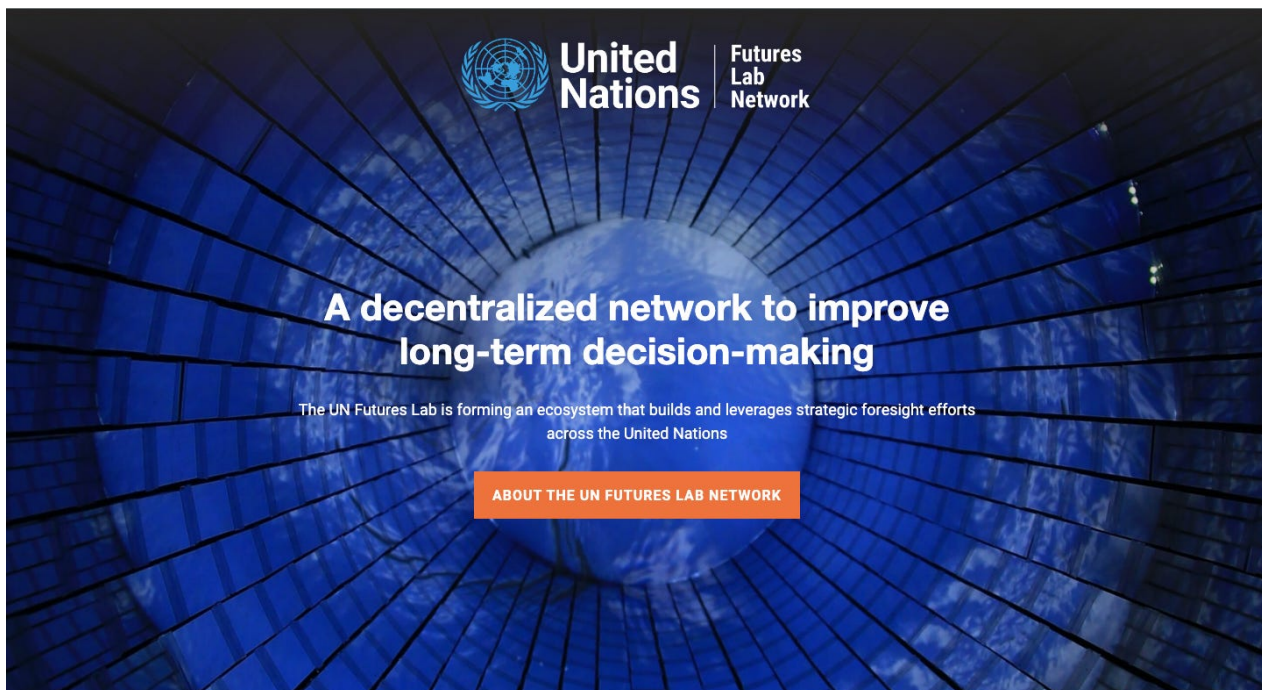 United
Nations
Futures
Lab
Network
A decentralized network to improve
long-term decision-making
The UN Futures Lab is forming an ecosystem that builds and leverages strategic foresight efforts
across the United Nations
ABOUT THE UN FUTURES LAB NETWORK